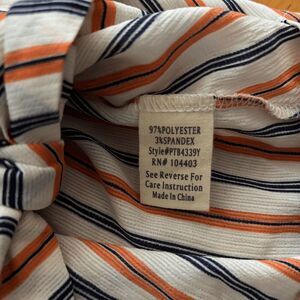 97%POLYESTER
3%SPANDEX
Style#PTB4339Y
RN# 104403
See Reverse For
Care Instruction
Made In China